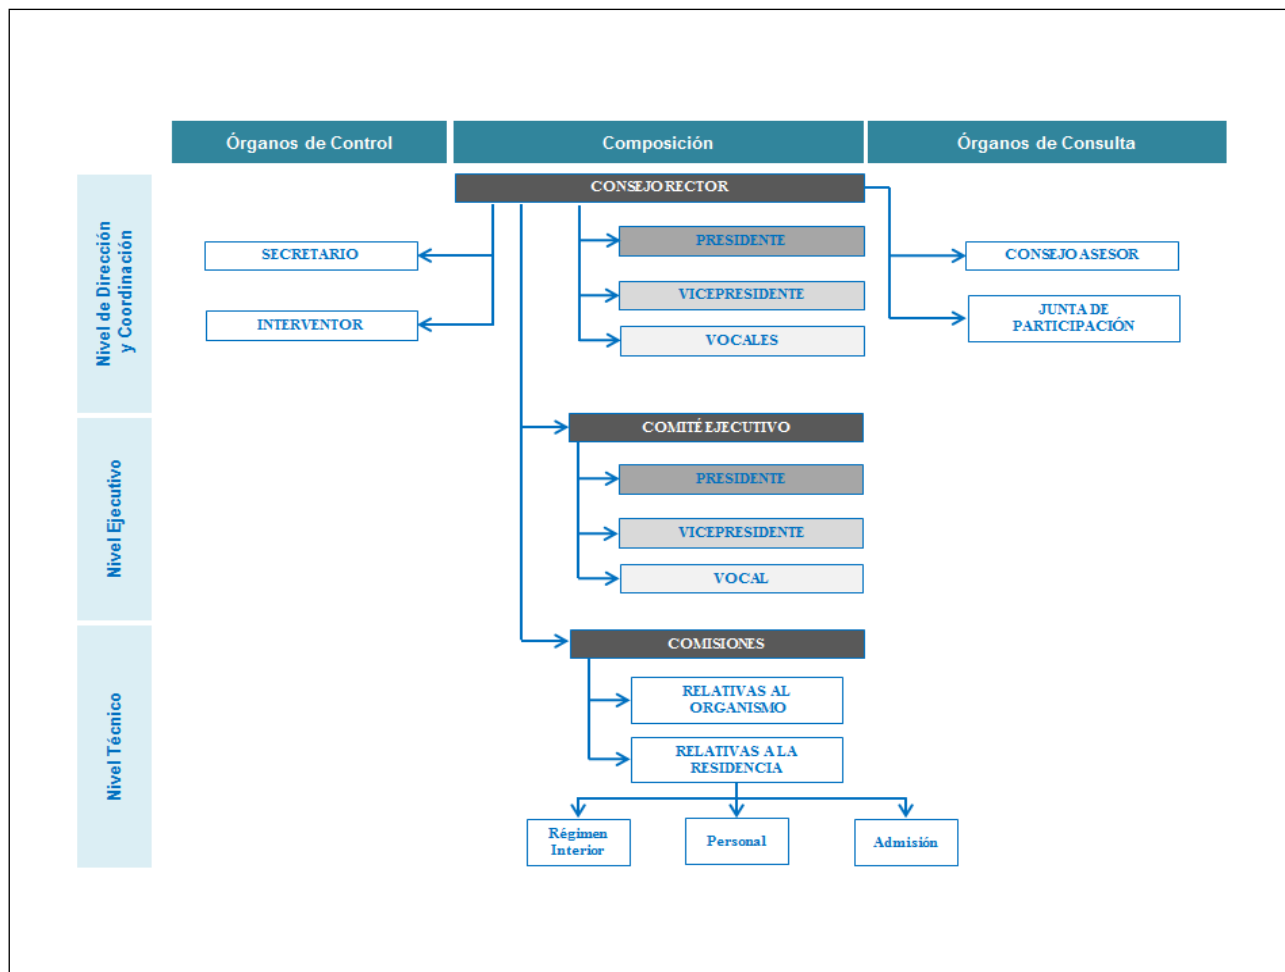 Órganos de Control
Composición
Órganos de Consulta
Nivel de Dirección
y Coordinación
CONSEJO RECTOR
PRESIDENTE
SECRETARIO
CONSEJO ASESOR
VICEPRESIDENTE
INTERVENTOR
JUNTA DE
PARTICIPACIÓN
VOCALES
Nivel Ejecutivo
COMITÉ EJECUTIVO
PRESIDENTE
VICEPRESIDENTE
VOCAL
Nivel Técnico
COMISIONES
RELATIVAS AL
ORGANISMO
RELATIVAS A LA
RESIDENCIA
Régimen
Interior
Personal
Admisión